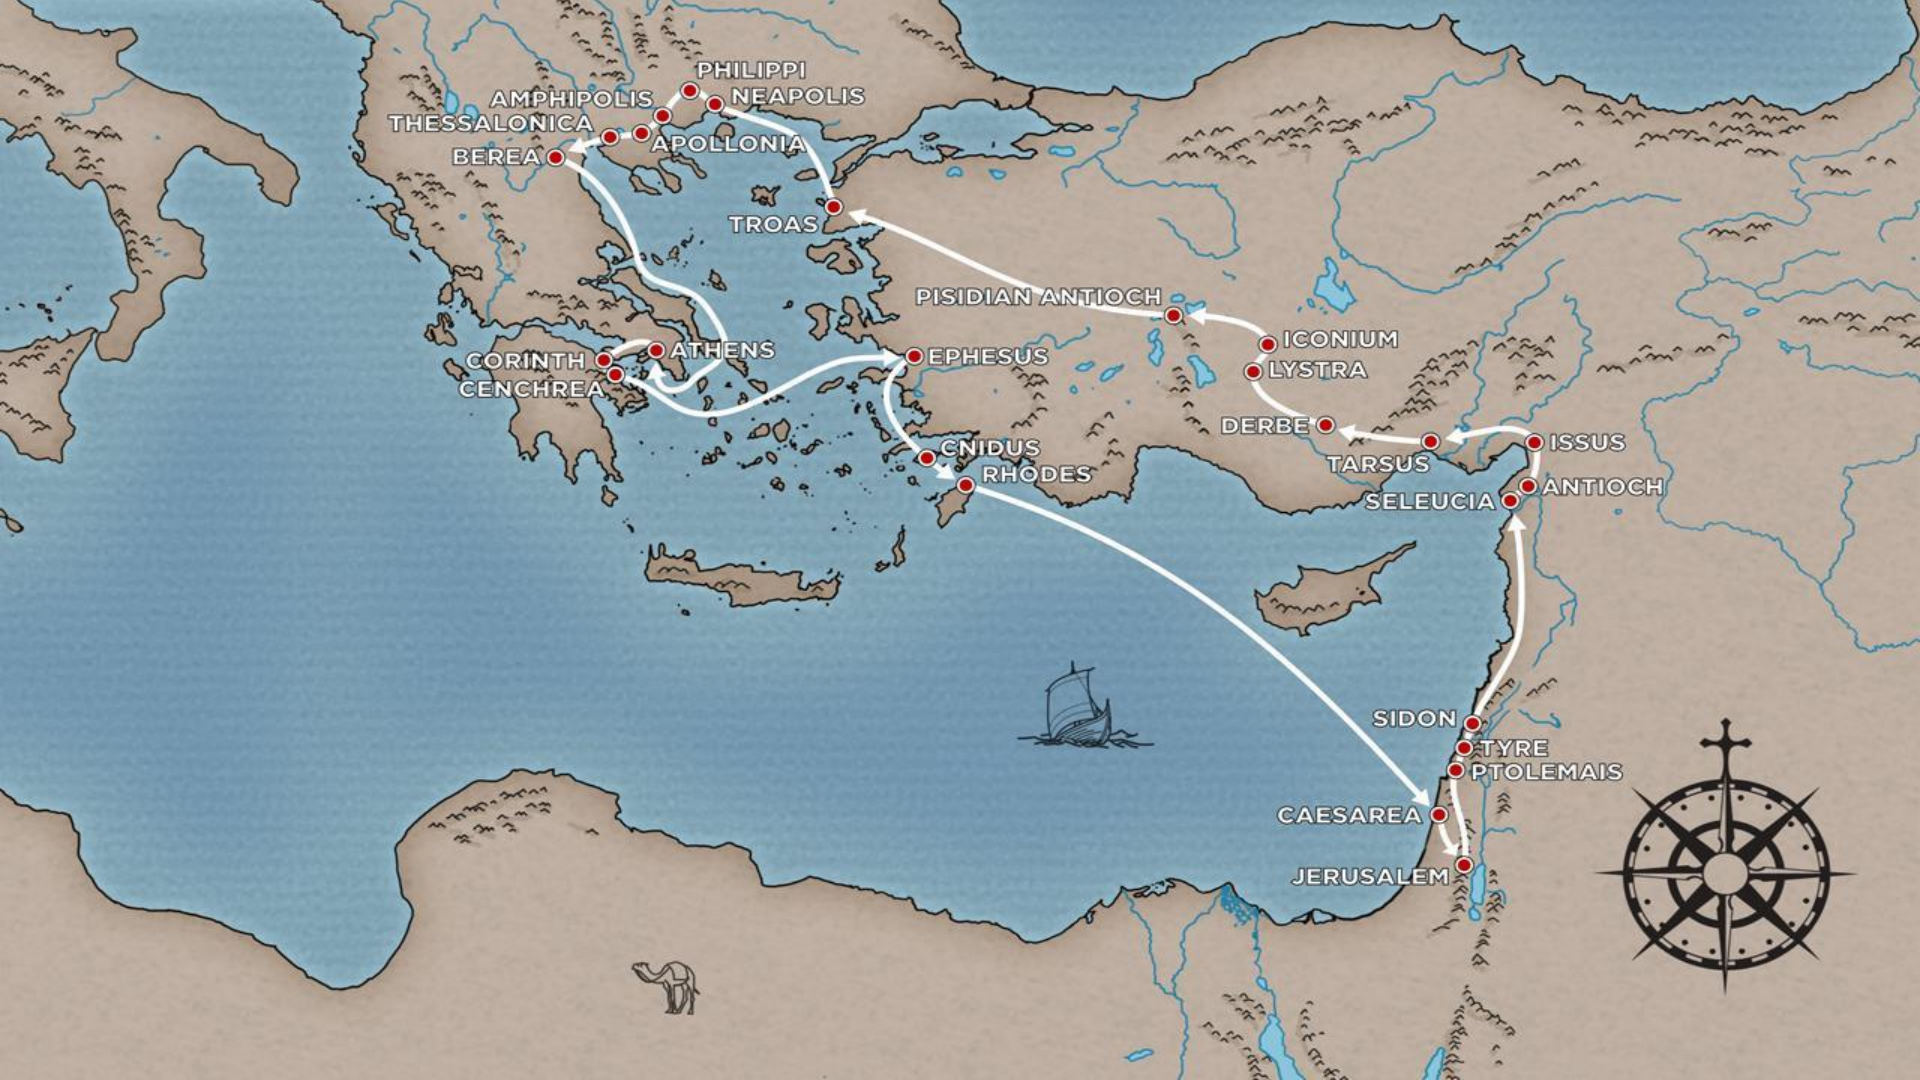 PHILIPPI
NEAPOLIS
AMPHIPOLIS
THESSALONICA
APOLLONIA
BEREA
TROAS
PISIDIAN ANTIOCH
ICONIUM
LYSTRA
ATHENS
CORINTH
CENCHREA
EPHESUS
DERBE
TARSUS
ISSUS
CNIDUS
RHODES
ANTIOCH
SELEUCIA
SIDON
TYRE
PTOLEMAIS
CAESAREA
JERUSALEM